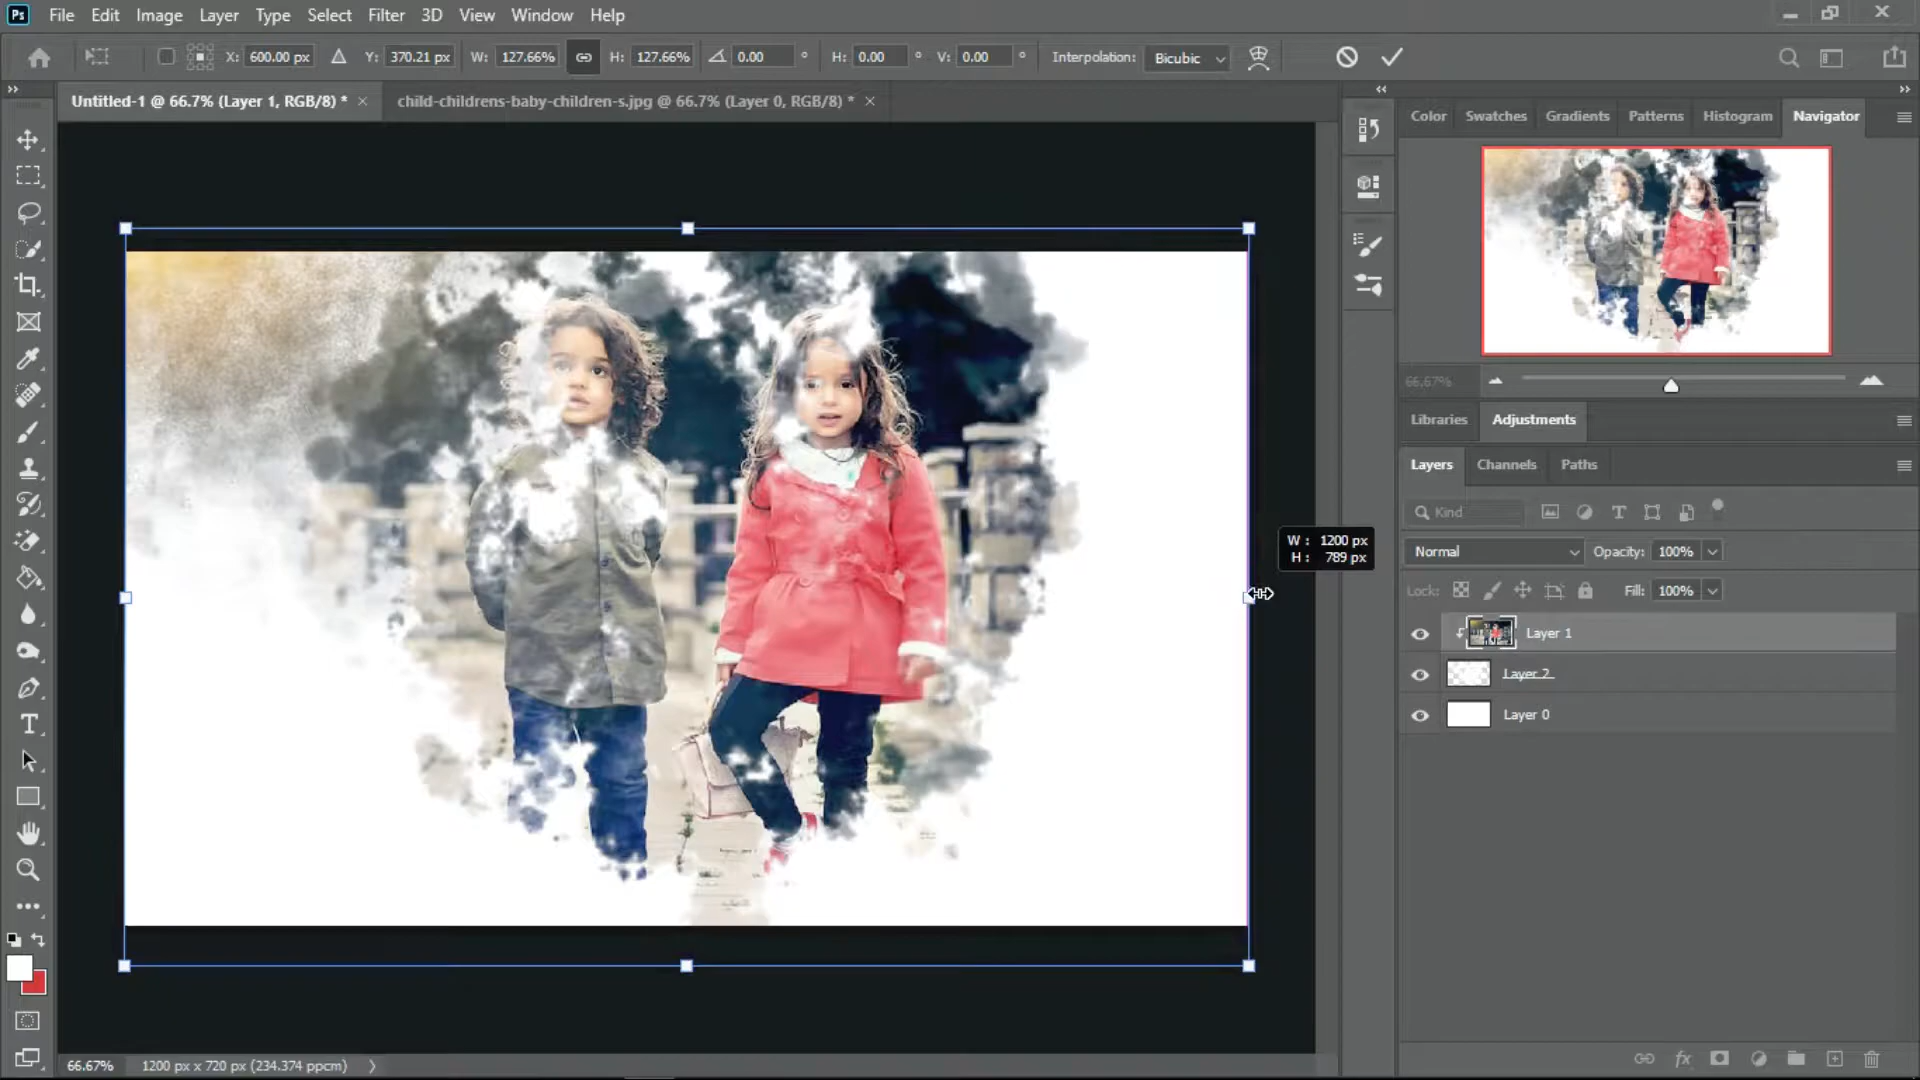 Ps File Edit Image Layer Type Select Filter 3D View Window Help
X: 600.00 px Y: 370.21 px W: 127.66% H: 127.66% 0.00 ° H: 0.00 ° V: 0.00 ° Interpolation: Bicubic
Untitled-1 @ 66.7% (Layer 1, RGB/8) * × child-childrens-baby-children-s.jpg @ 66.7% (Layer 0, RGB/8) * ×
Color Swatches Gradients Patterns Histogram Navigator
66.67%
Libraries Adjustments
Layers Channels Paths
Kind
Normal Opacity: 100%
Lock: Fill: 100%
W : 1200 px
H : 789 px
Layer 1
Layer 2
Layer 0
66.67% 1200 px x 720 px (234.374 ppcm)